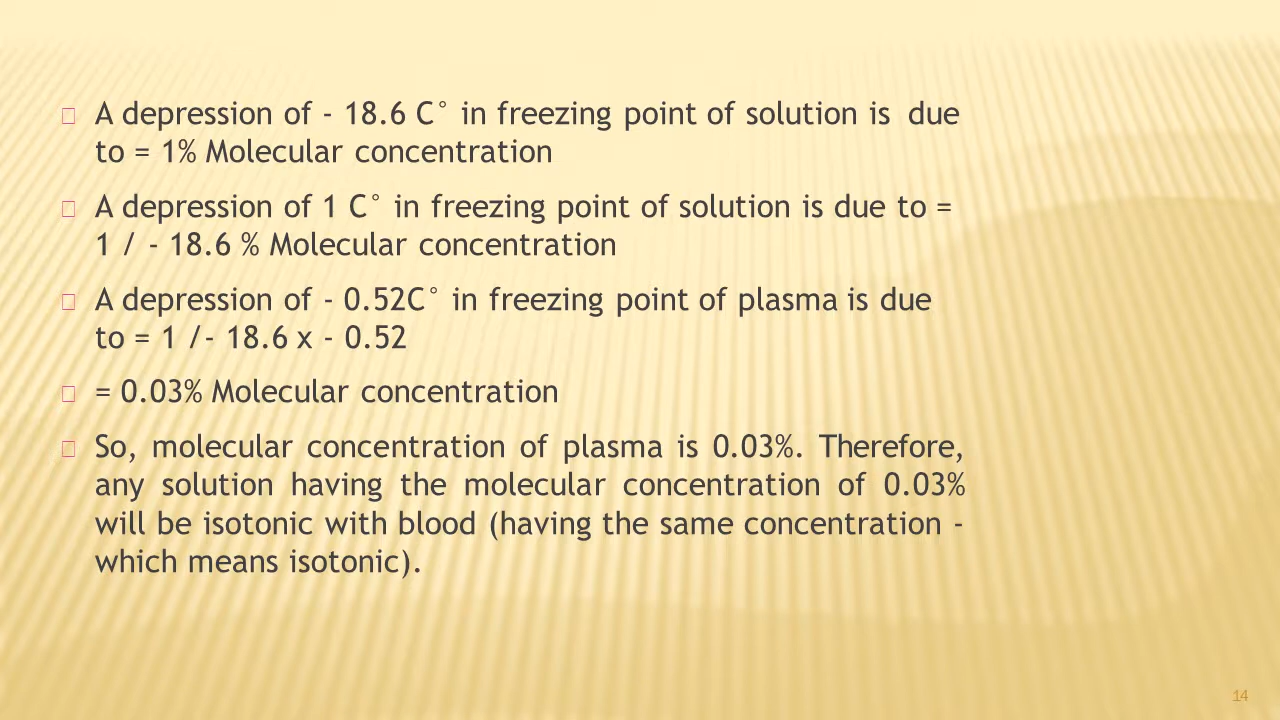 A depression of - 18.6 C° in freezing point of solution is due
to = 1% Molecular concentration
A depression of 1 C° in freezing point of solution is due to =
1 / - 18.6 % Molecular concentration
A depression of - 0.52C° in freezing point of plasma is due
to = 1 /- 18.6 x - 0.52
= 0.03% Molecular concentration
So, molecular concentration of plasma is 0.03%. Therefore,
any solution having the molecular concentration of 0.03%
will be isotonic with blood (having the same concentration -
which means isotonic).
14